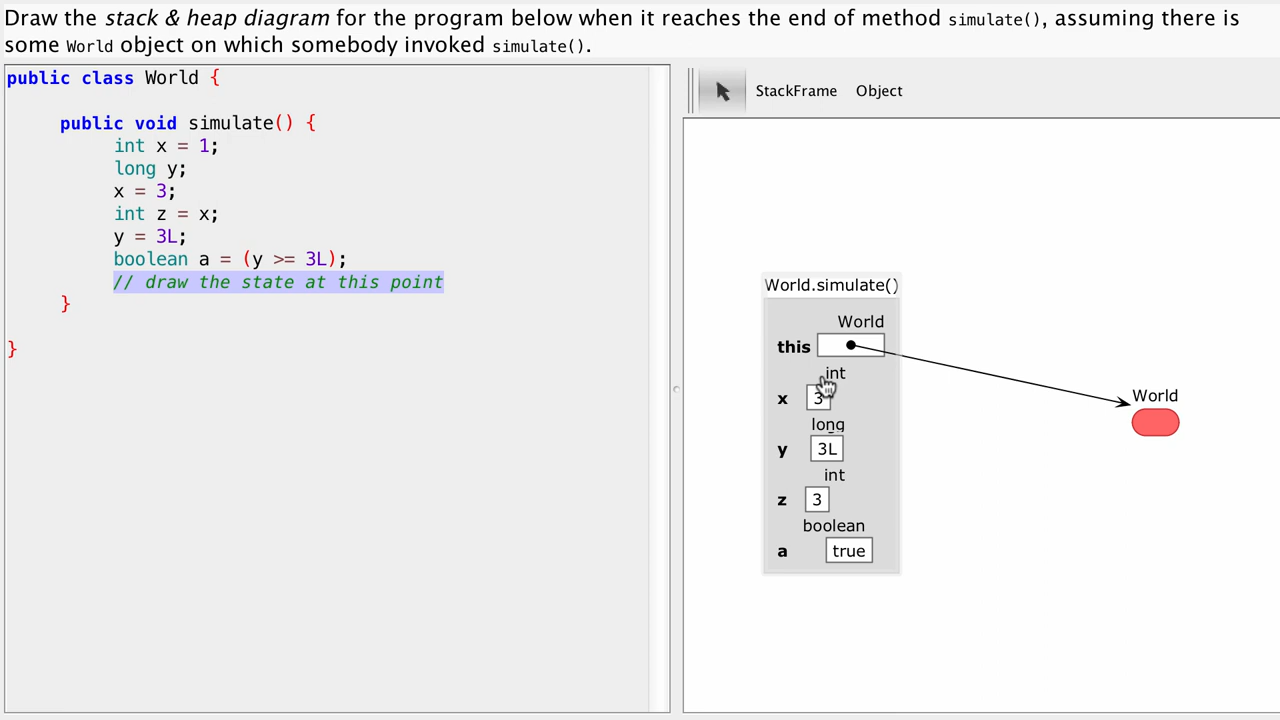 Draw the stack & heap diagram for the program below when it reaches the end of method simulate(), assuming there is
some World object on which somebody invoked simulate().
public class World {
public void simulate() {
int x = 1;
long y;
x = 3;
int z = x;
y = 3L;
boolean a = (y >= 3L);
// draw the state at this point
}
}
StackFrame Object
World.simulate()
World
this
int
x 3
long
y 3L
int
z 3
boolean
a true
World